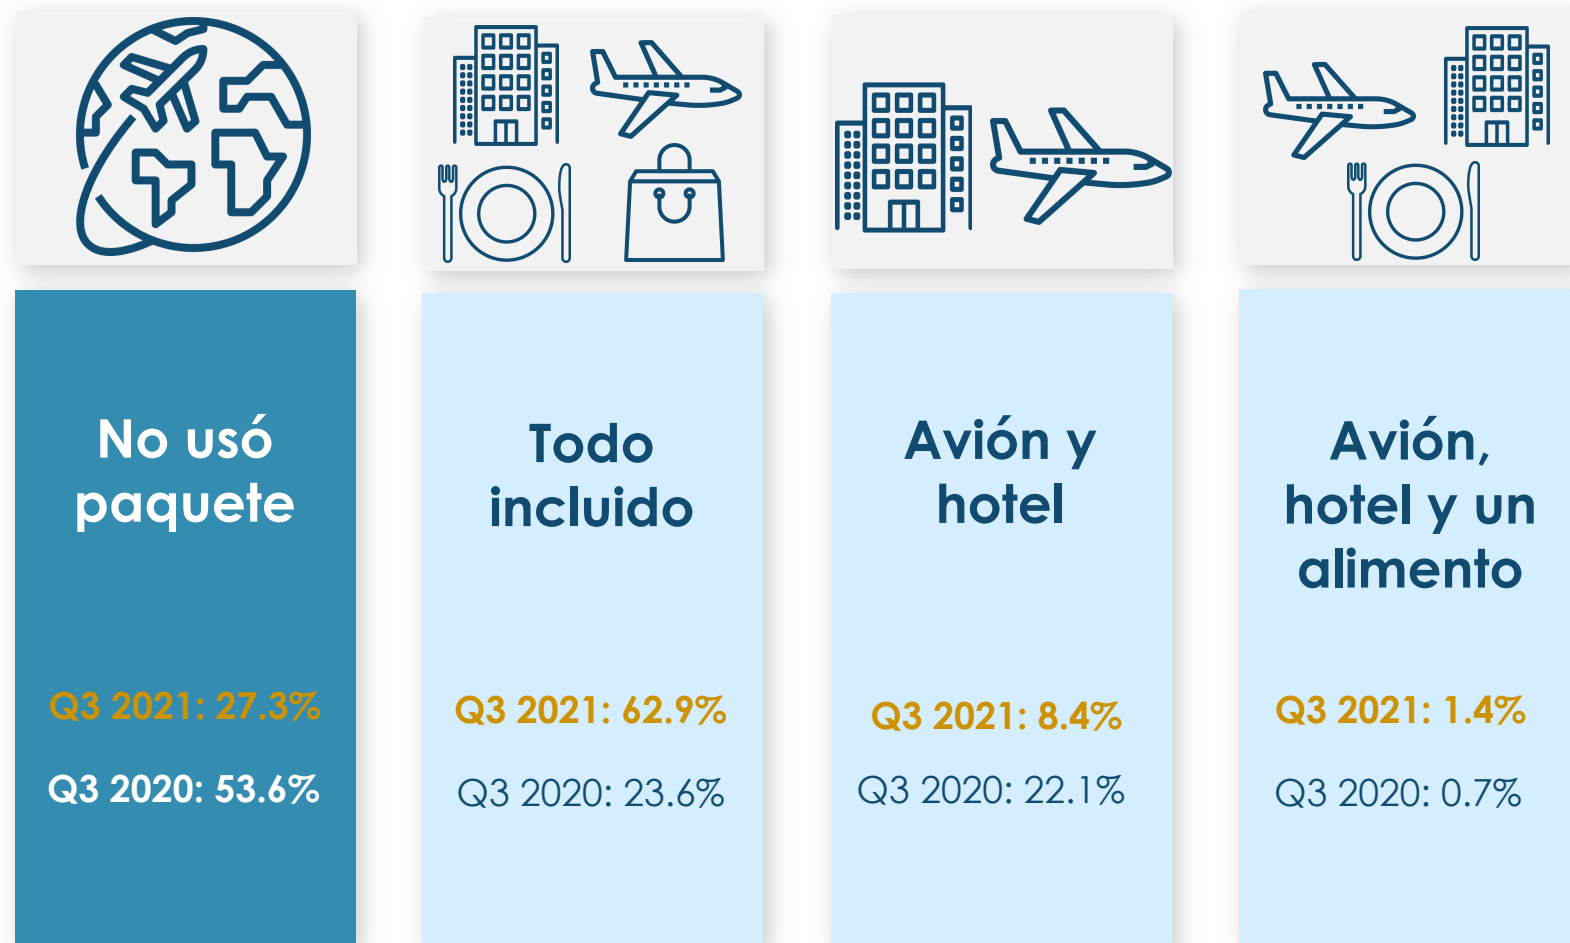 No usó
paquete
Q3 2021: 27.3%
Q3 2020: 53.6%
Todo
incluido
Q3 2021: 62.9%
Q3 2020: 23.6%
Avión y
hotel
Q3 2021: 8.4%
Q3 2020: 22.1%
Avión,
hotel y un
alimento
Q3 2021: 1.4%
Q3 2020: 0.7%